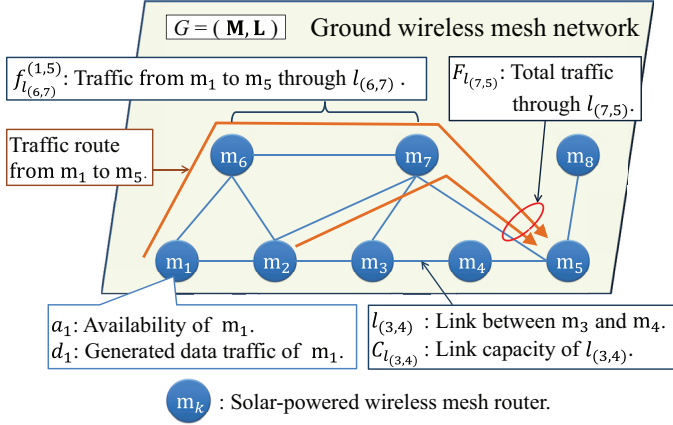 G = ( M, L )
Ground wireless mesh network
f_{l_{(6,7)}}^{(1,5)}: Traffic from m₁ to m₅ through l_{(6,7)} .
F_{l_{(7,5)}}: Total traffic
through l_{(7,5)}.
Traffic route
from m₁ to m₅.
m₆
m₇
m₈
m₁
m₂
m₃
m₄
m₅
a₁: Availability of m₁.
d₁: Generated data traffic of m₁.
l_{(3,4)} : Link between m₃ and m₄.
C_{l_{(3,4)}} : Link capacity of l_{(3,4)}.
m_k : Solar-powered wireless mesh router.